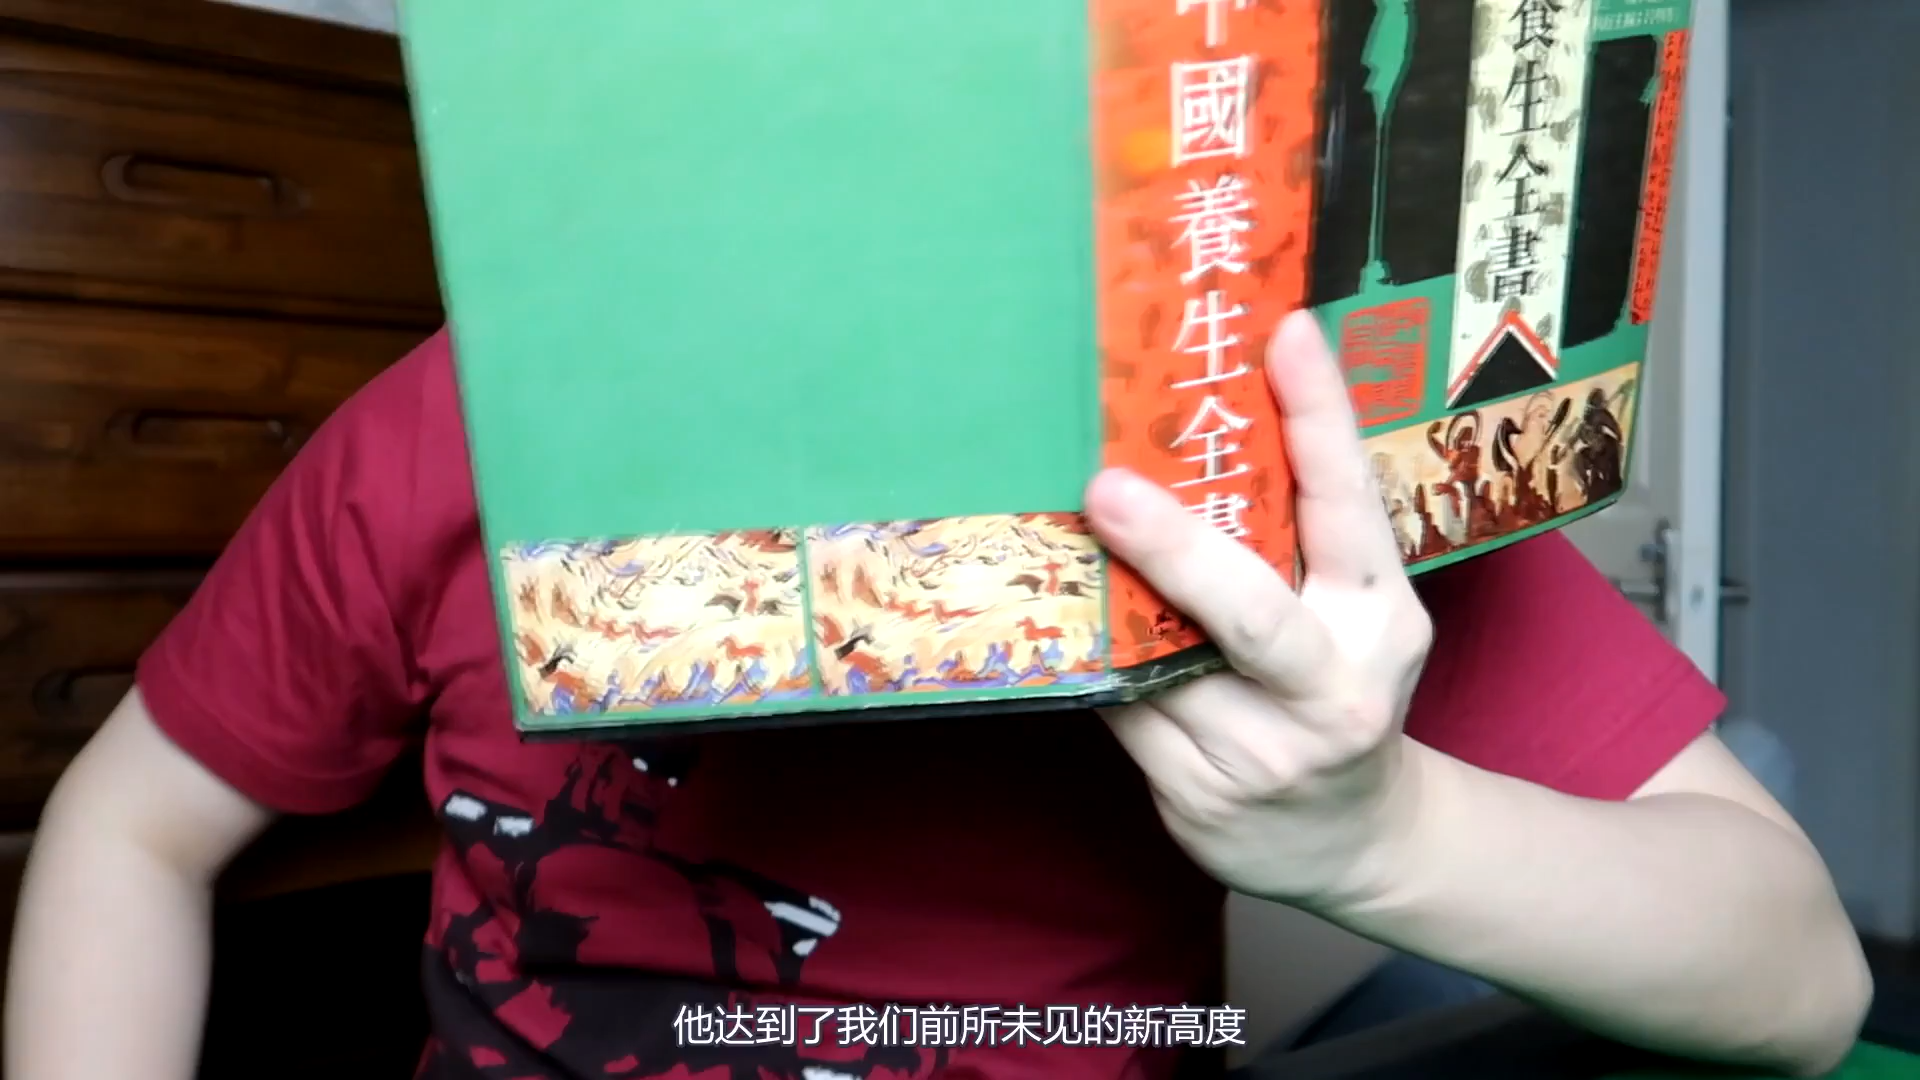 中國養生全書
養生全書
他达到了我们前所未见的新高度